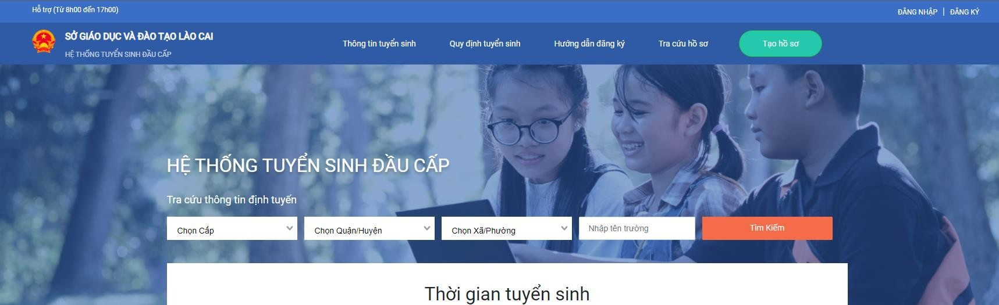 Hỗ trợ (Từ 8h00 đến 17h00)
ĐĂNG NHẬP | ĐĂNG KÝ
SỞ GIÁO DỤC VÀ ĐÀO TẠO LÀO CAI
HỆ THỐNG TUYỂN SINH ĐẦU CẤP
Thông tin tuyển sinh
Quy định tuyển sinh
Hướng dẫn đăng ký
Tra cứu hồ sơ
Tạo hồ sơ
HỆ THỐNG TUYỂN SINH ĐẦU CẤP
Tra cứu thông tin định tuyến
Chọn Cấp
Chọn Quận/Huyện
Chọn Xã/Phường
Nhập tên trường
Tìm Kiếm
Thời gian tuyển sinh